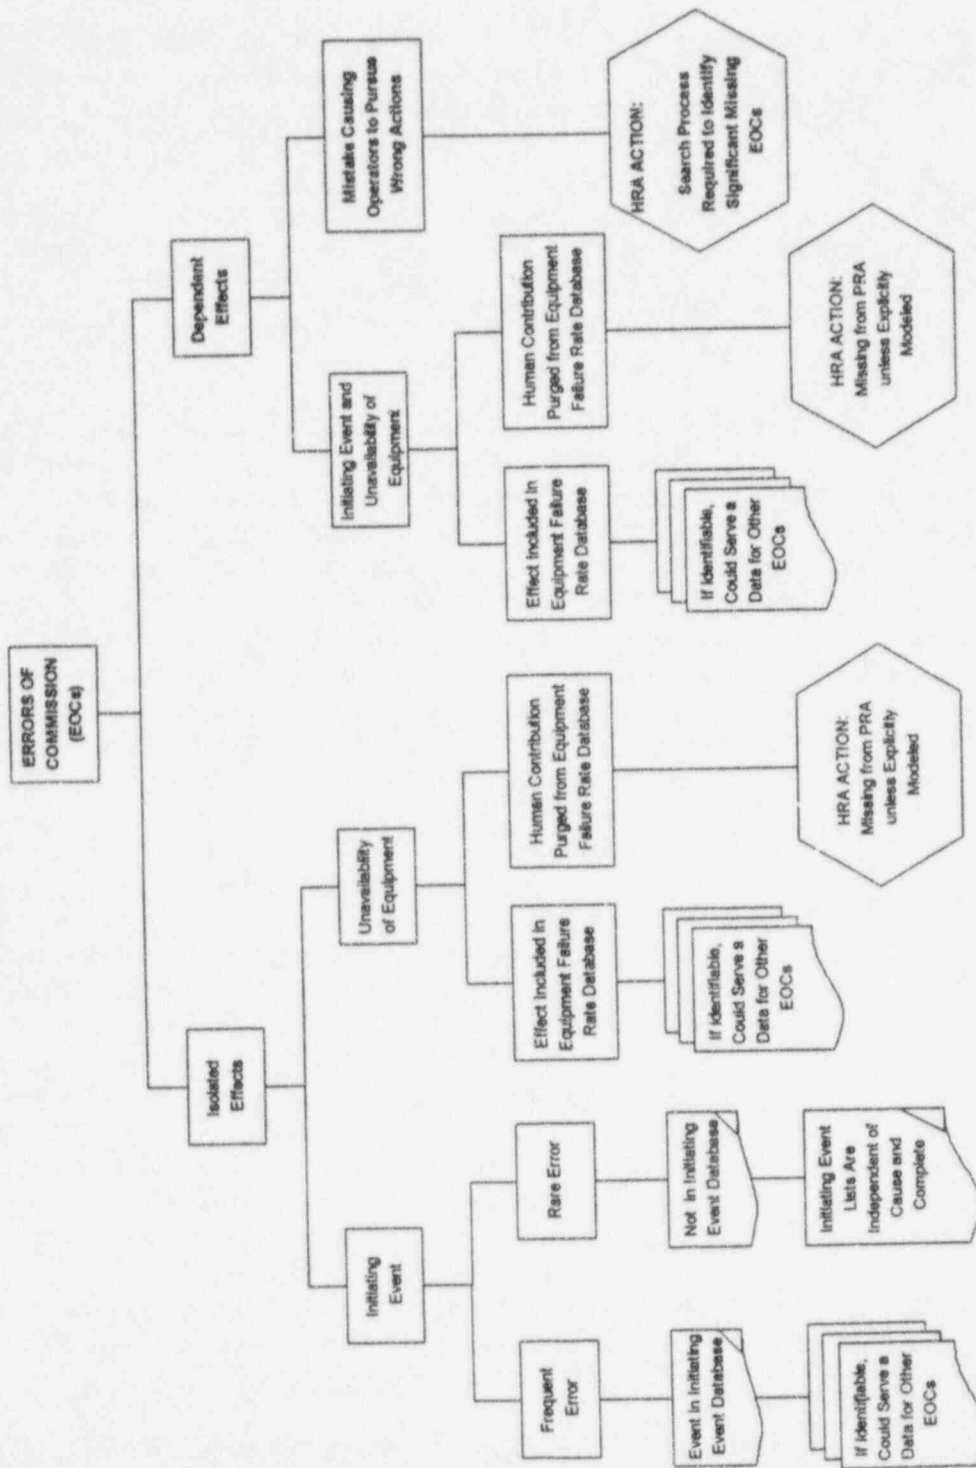 ERRORS OF
COMMISSION
(EOCs)
Isolated
Effects
Dependent
Effects
Initiating
Event
Unavailability
of Equipment
Initiating Event and
Unavailability of
Equipment
Mistake Causing
Operators to Pursue
Wrong Actions
Frequent
Error
Rare Error
Effect Included In
Equipment Failure
Rate Database
Human Contribution
Purged from Equipment
Failure Rate Database
Effect Included In
Equipment Failure
Rate Database
Human Contribution
Purged from Equipment
Failure Rate Database
HRA ACTION:
Search Process
Required to Identify
Significant Missing
EOCs
Event in Initiating
Event Database
Not in Initiating
Event Database
If Identifiable,
Could Serve a
Data for Other
EOCs
HRA ACTION:
Missing from PRA
unless Explicitly
Modeled
If Identifiable,
Could Serve a
Data for Other
EOCs
HRA ACTION:
Missing from PRA
unless Explicitly
Modeled
If Identifiable,
Could Serve a
Data for Other
EOCs
Initiating Event
Lists Are
Independent of
Cause and
Complete